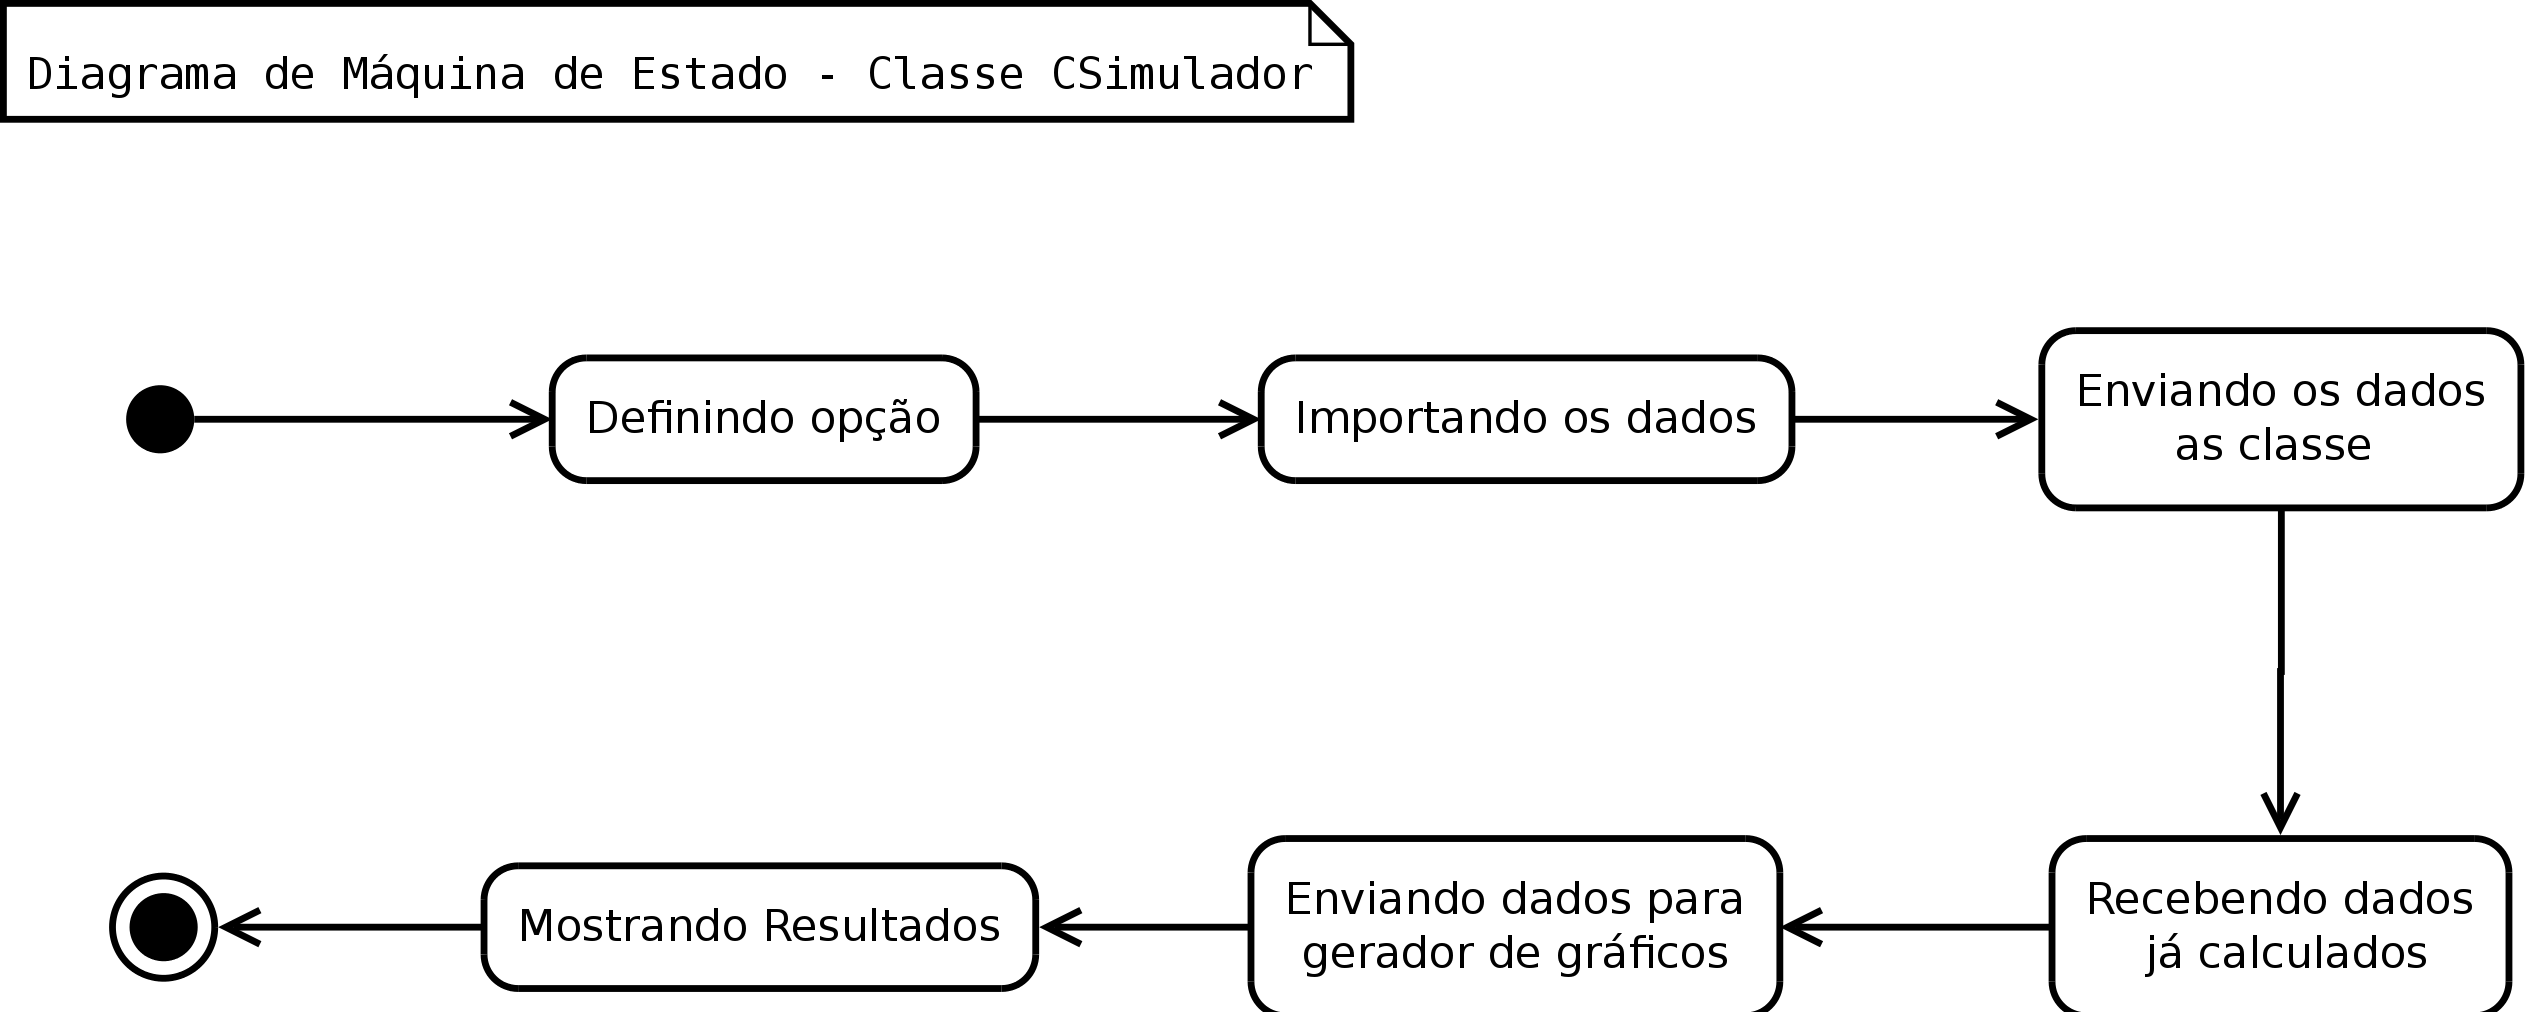 Diagrama de Máquina de Estado - Classe CSimulador
Definindo opção
Importando os dados
Enviando os dados
as classe
Recebendo dados
já calculados
Enviando dados para
gerador de gráficos
Mostrando Resultados